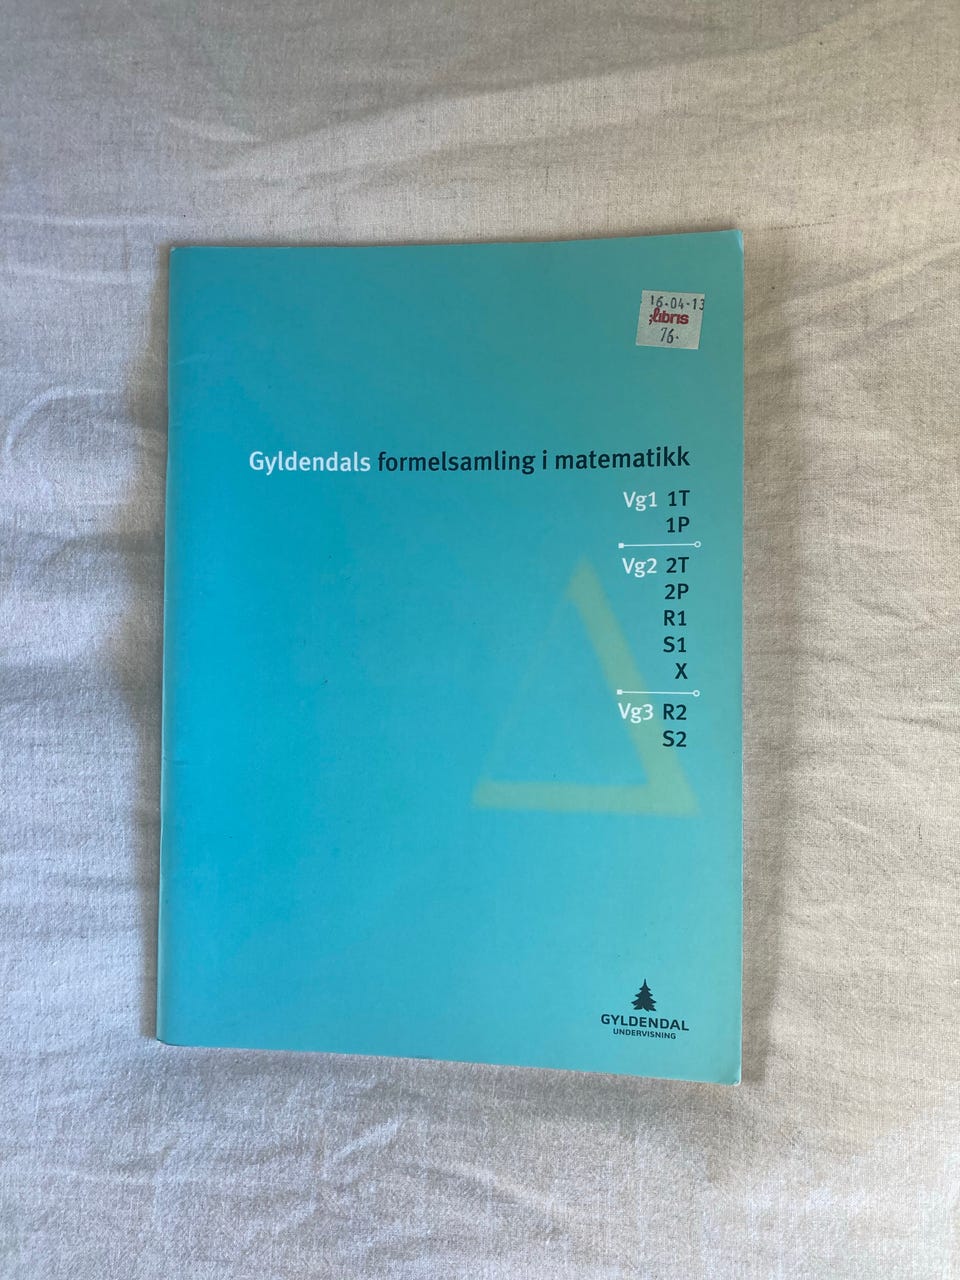 16-04-13
libris
76.
Gyldendals formelsamling i matematikk
Vg1 1T
1P
Vg2 2T
2P
R1
S1
X
Vg3 R2
S2
GYLDENDAL
UNDERVISNING